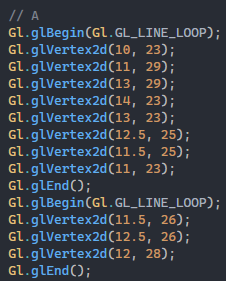 // A
Gl.glBegin(Gl.GL_LINE_LOOP);
Gl.glVertex2d(10, 23);
Gl.glVertex2d(11, 29);
Gl.glVertex2d(13, 29);
Gl.glVertex2d(14, 23);
Gl.glVertex2d(13, 23);
Gl.glVertex2d(12.5, 25);
Gl.glVertex2d(11.5, 25);
Gl.glVertex2d(11, 23);
Gl.glEnd();
Gl.glBegin(Gl.GL_LINE_LOOP);
Gl.glVertex2d(11.5, 26);
Gl.glVertex2d(12.5, 26);
Gl.glVertex2d(12, 28);
Gl.glEnd();